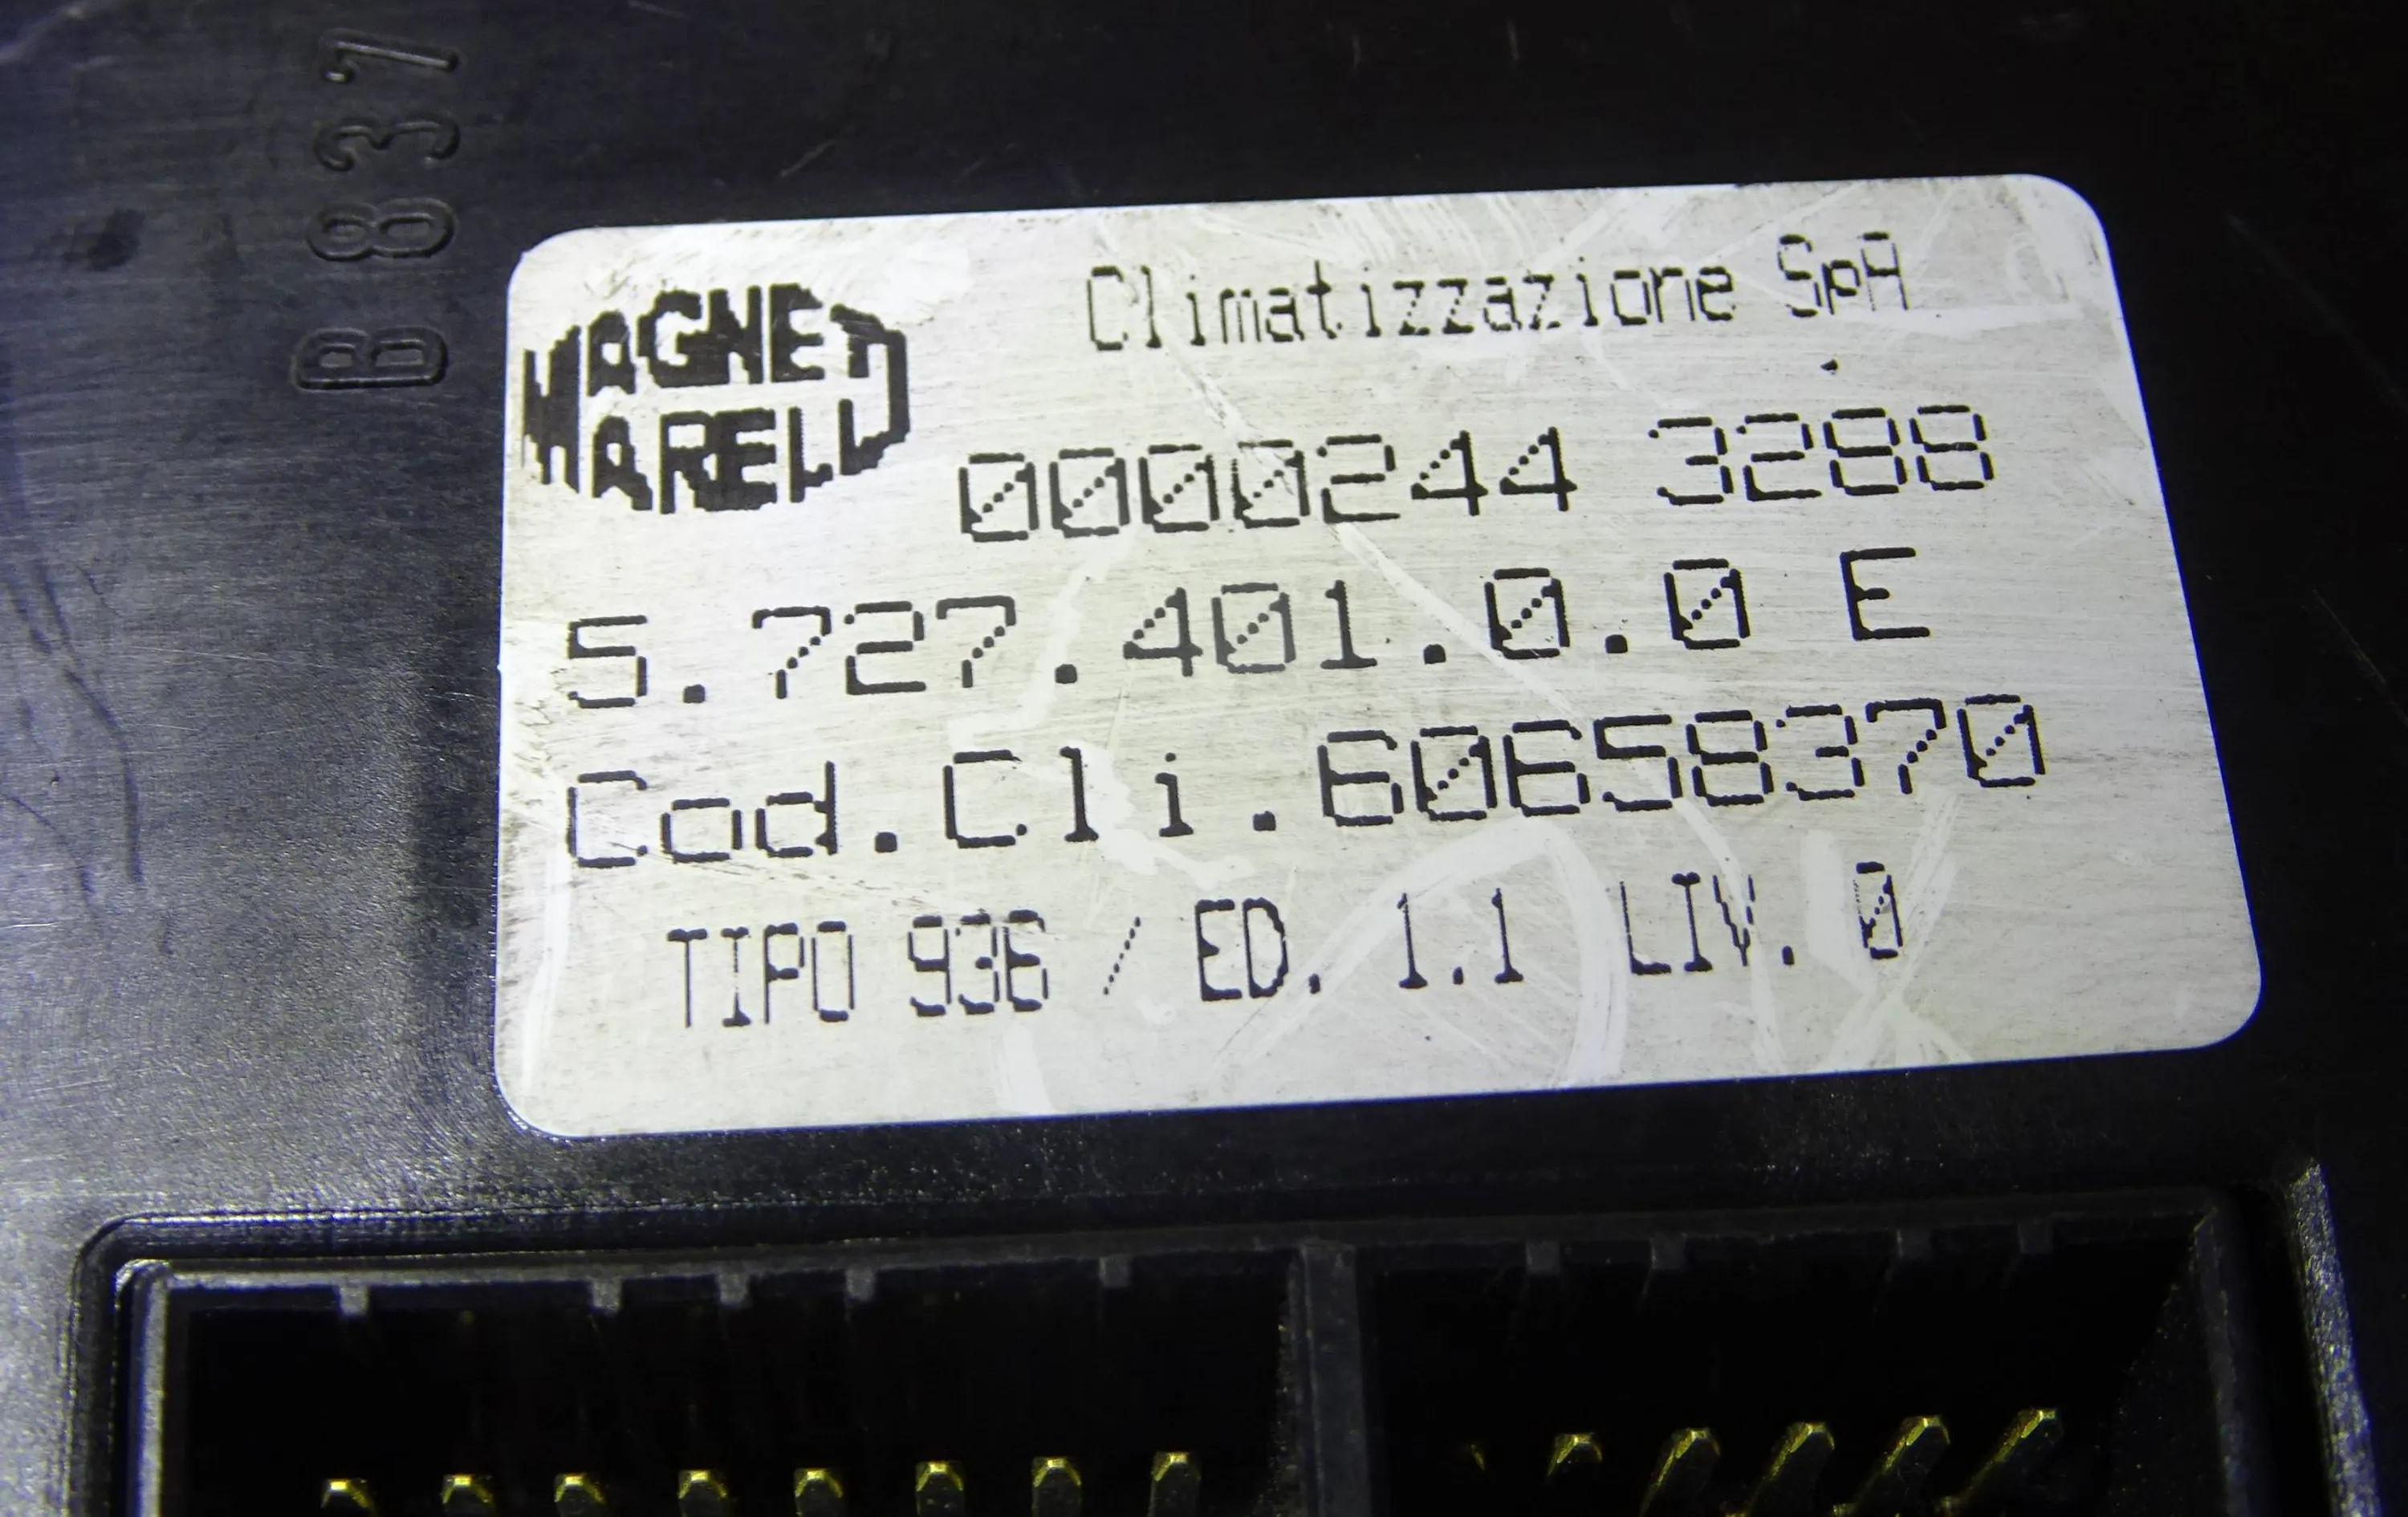 B 837
MAGNETI
MARELLI
Climatizzazione SpA
0000244 3288
5.727.401.0.0 E
Cod.Cli.60658370
TIPO 936 / ED. 1.1 LIV. 0